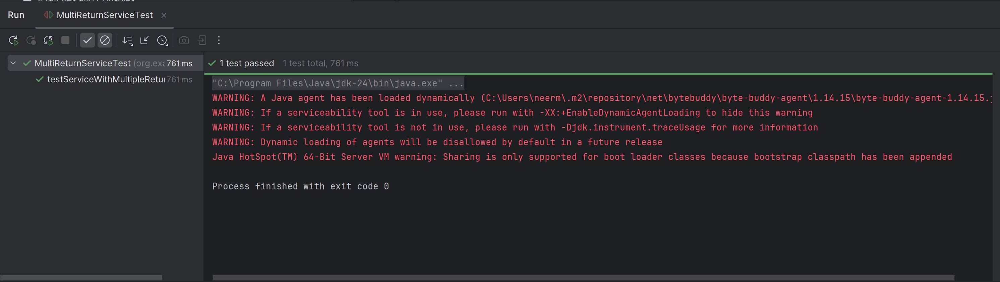 Run
MultiReturnServiceTest
MultiReturnServiceTest (org.exa 761 ms
testServiceWithMultipleRetur 761 ms
1 test passed 1 test total, 761 ms
"C:\Program Files\Java\jdk-24\bin\java.exe" ...
WARNING: A Java agent has been loaded dynamically (C:\Users\neerm\.m2\repository\net\bytebuddy\byte-buddy-agent\1.14.15\byte-buddy-agent-1.14.15.j
WARNING: If a serviceability tool is in use, please run with -XX:+EnableDynamicAgentLoading to hide this warning
WARNING: If a serviceability tool is not in use, please run with -Djdk.instrument.traceUsage for more information
WARNING: Dynamic loading of agents will be disallowed by default in a future release
Java HotSpot(TM) 64-Bit Server VM warning: Sharing is only supported for boot loader classes because bootstrap classpath has been appended
Process finished with exit code 0